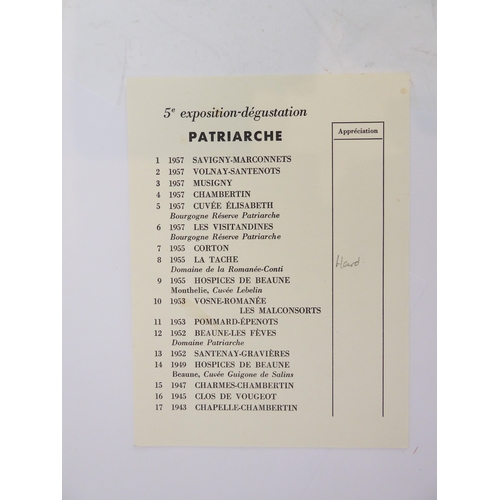 5e exposition-dégustation
PATRIARCHE
Appréciation
1 1957 SAVIGNY-MARCONNETS
2 1957 VOLNAY-SANTENOTS
3 1957 MUSIGNY
4 1957 CHAMBERTIN
5 1957 CUVÉE ÉLISABETH
Bourgogne Réserve Patriarche
6 1957 LES VISITANDINES
Bourgogne Réserve Patriarche
7 1955 CORTON
8 1955 LA TACHE Hard
Domaine de la Romanée-Conti
9 1955 HOSPICES DE BEAUNE
Monthelie, Cuvée Lebelin
10 1953 VOSNE-ROMANÉE
LES MALCONSORTS
11 1953 POMMARD-ÉPENOTS
12 1952 BEAUNE-LES FÈVES
Domaine Patriarche
13 1952 SANTENAY-GRAVIÈRES
14 1949 HOSPICES DE BEAUNE
Beaune, Cuvée Guigone de Salins
15 1947 CHARMES-CHAMBERTIN
16 1945 CLOS DE VOUGEOT
17 1943 CHAPELLE-CHAMBERTIN